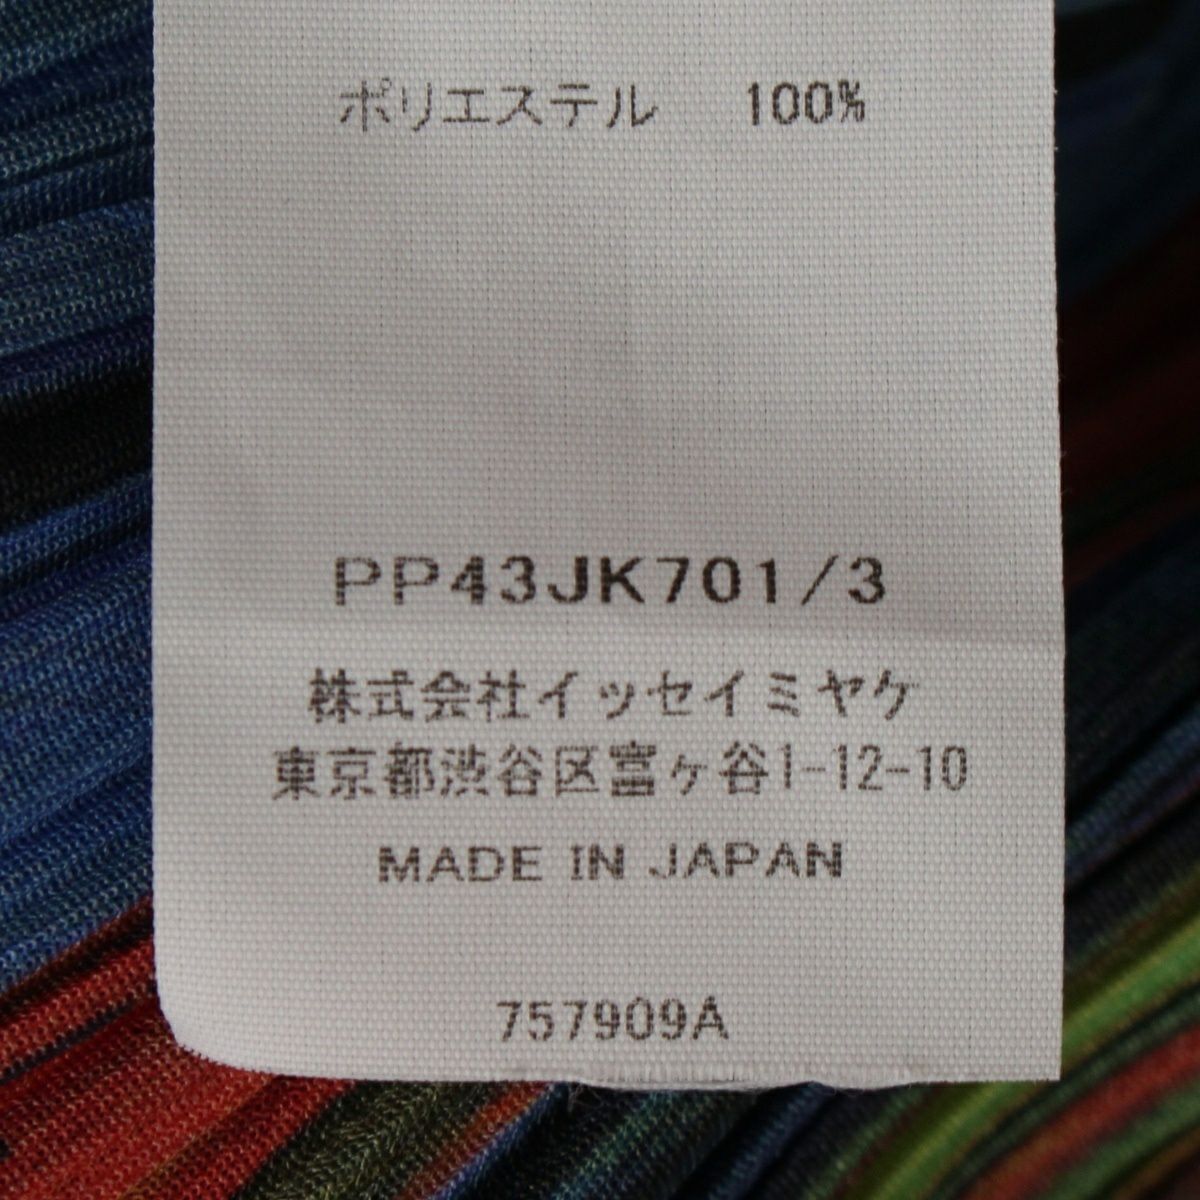 ポリエステル 100%
PP43JK701/3
株式会社イッセイミヤケ
東京都渋谷区富ヶ谷1-12-10
MADE IN JAPAN
757909A